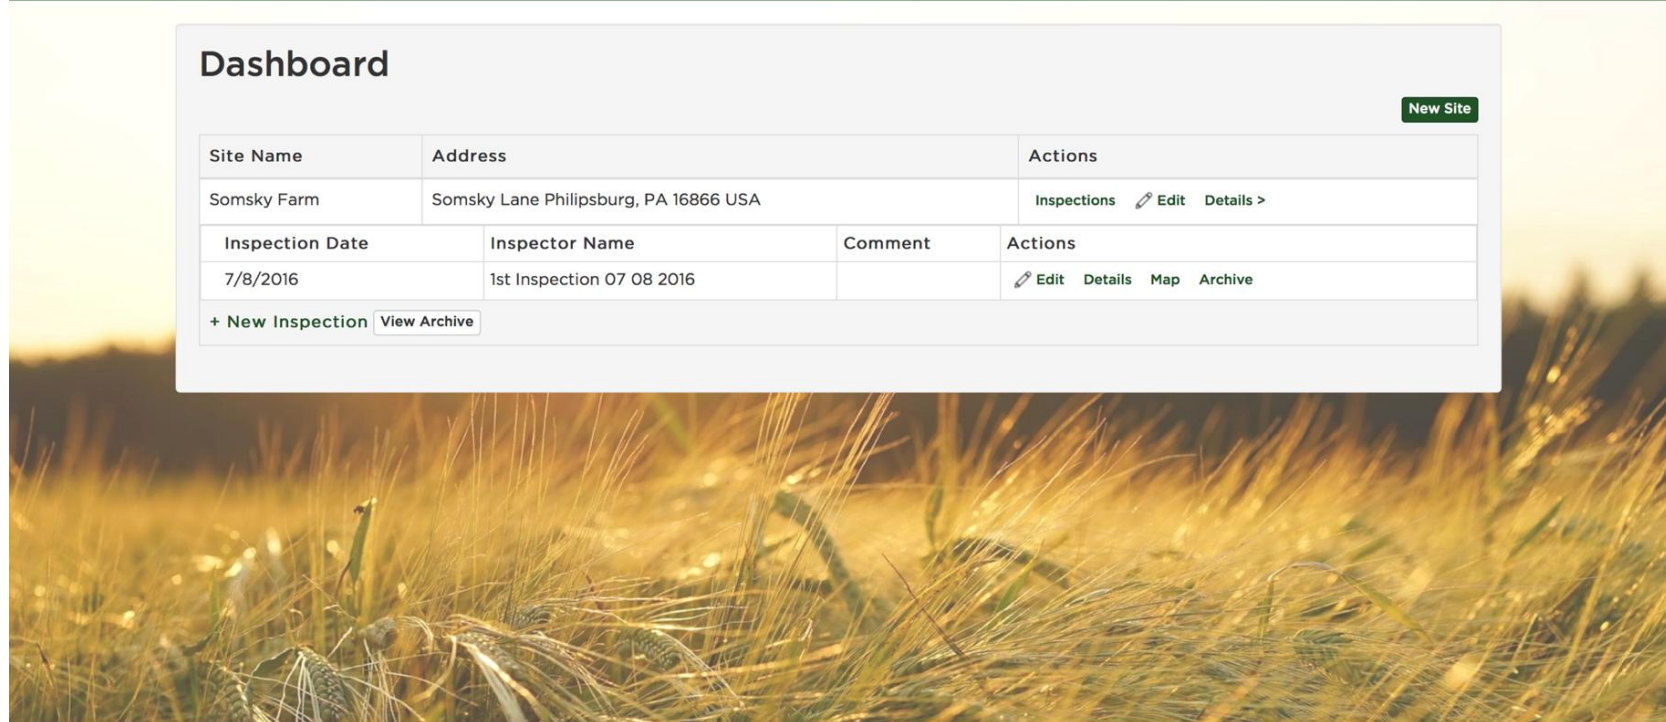 Dashboard
New Site
Site Name Address Actions
Somsky Farm Somsky Lane Philipsburg, PA 16866 USA Inspections Edit Details >
Inspection Date Inspector Name Comment Actions
7/8/2016 1st Inspection 07 08 2016 Edit Details Map Archive
+ New Inspection View Archive